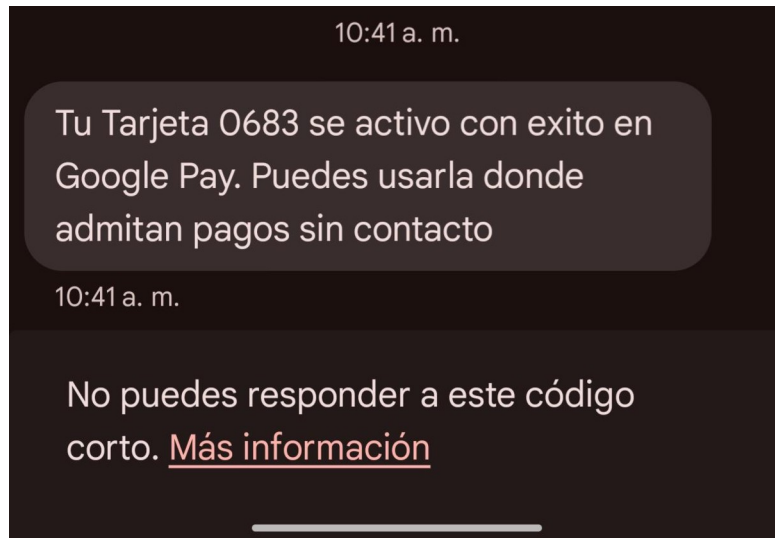 10:41 a. m.
Tu Tarjeta 0683 se activo con exito en
Google Pay. Puedes usarla donde
admitan pagos sin contacto
10:41 a. m.
No puedes responder a este código
corto. Más información